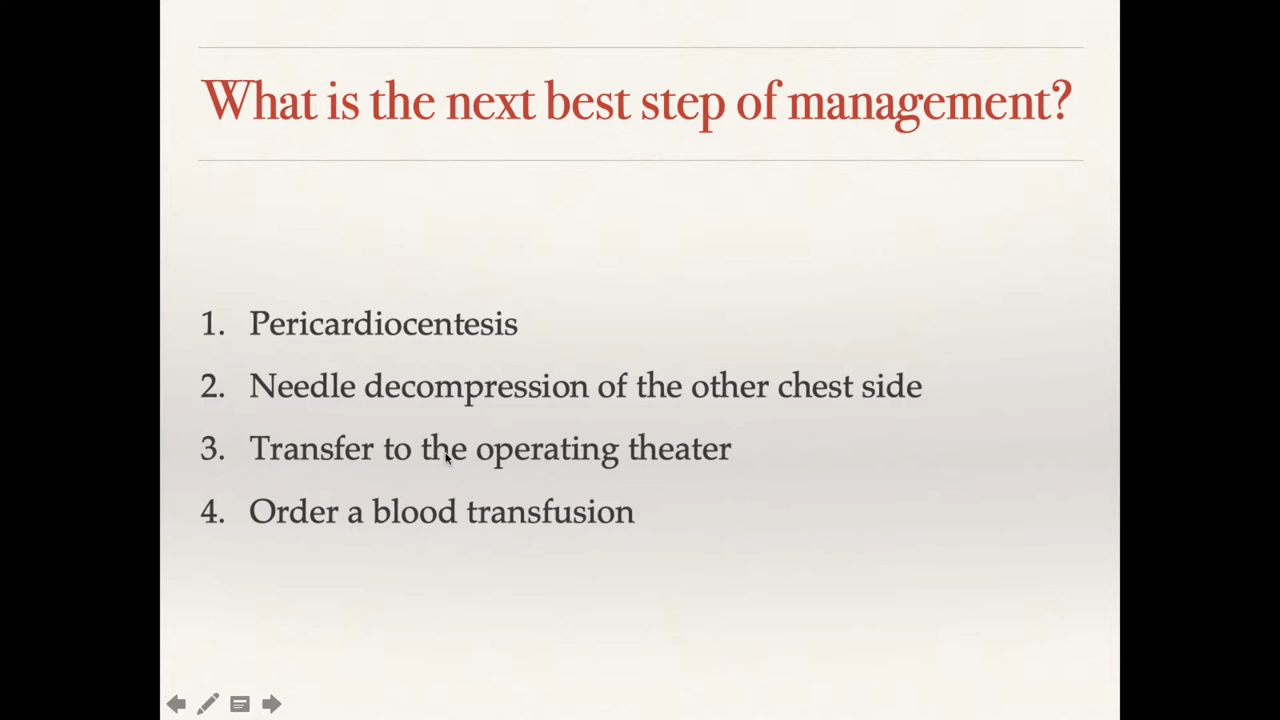 What is the next best step of management?
1. Pericardiocentesis
2. Needle decompression of the other chest side
3. Transfer to the operating theater
4. Order a blood transfusion